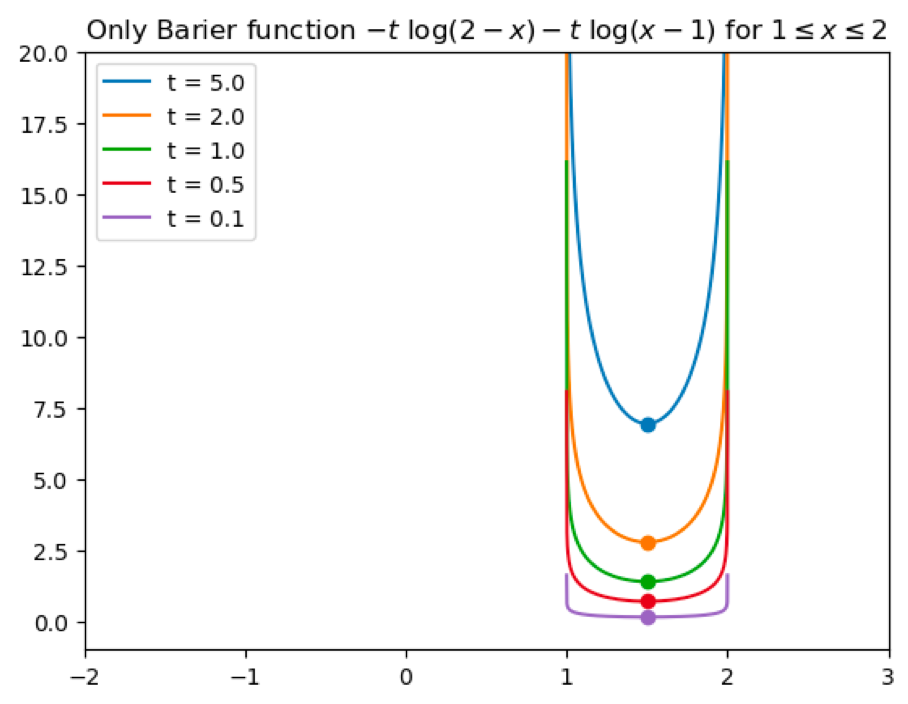 Only Barier function −t log(2 − x) − t log(x − 1) for 1 ≤ x ≤ 2
20.0
17.5
15.0
12.5
10.0
7.5
5.0
2.5
0.0
t = 5.0
t = 2.0
t = 1.0
t = 0.5
t = 0.1
−2 −1 0 1 2 3